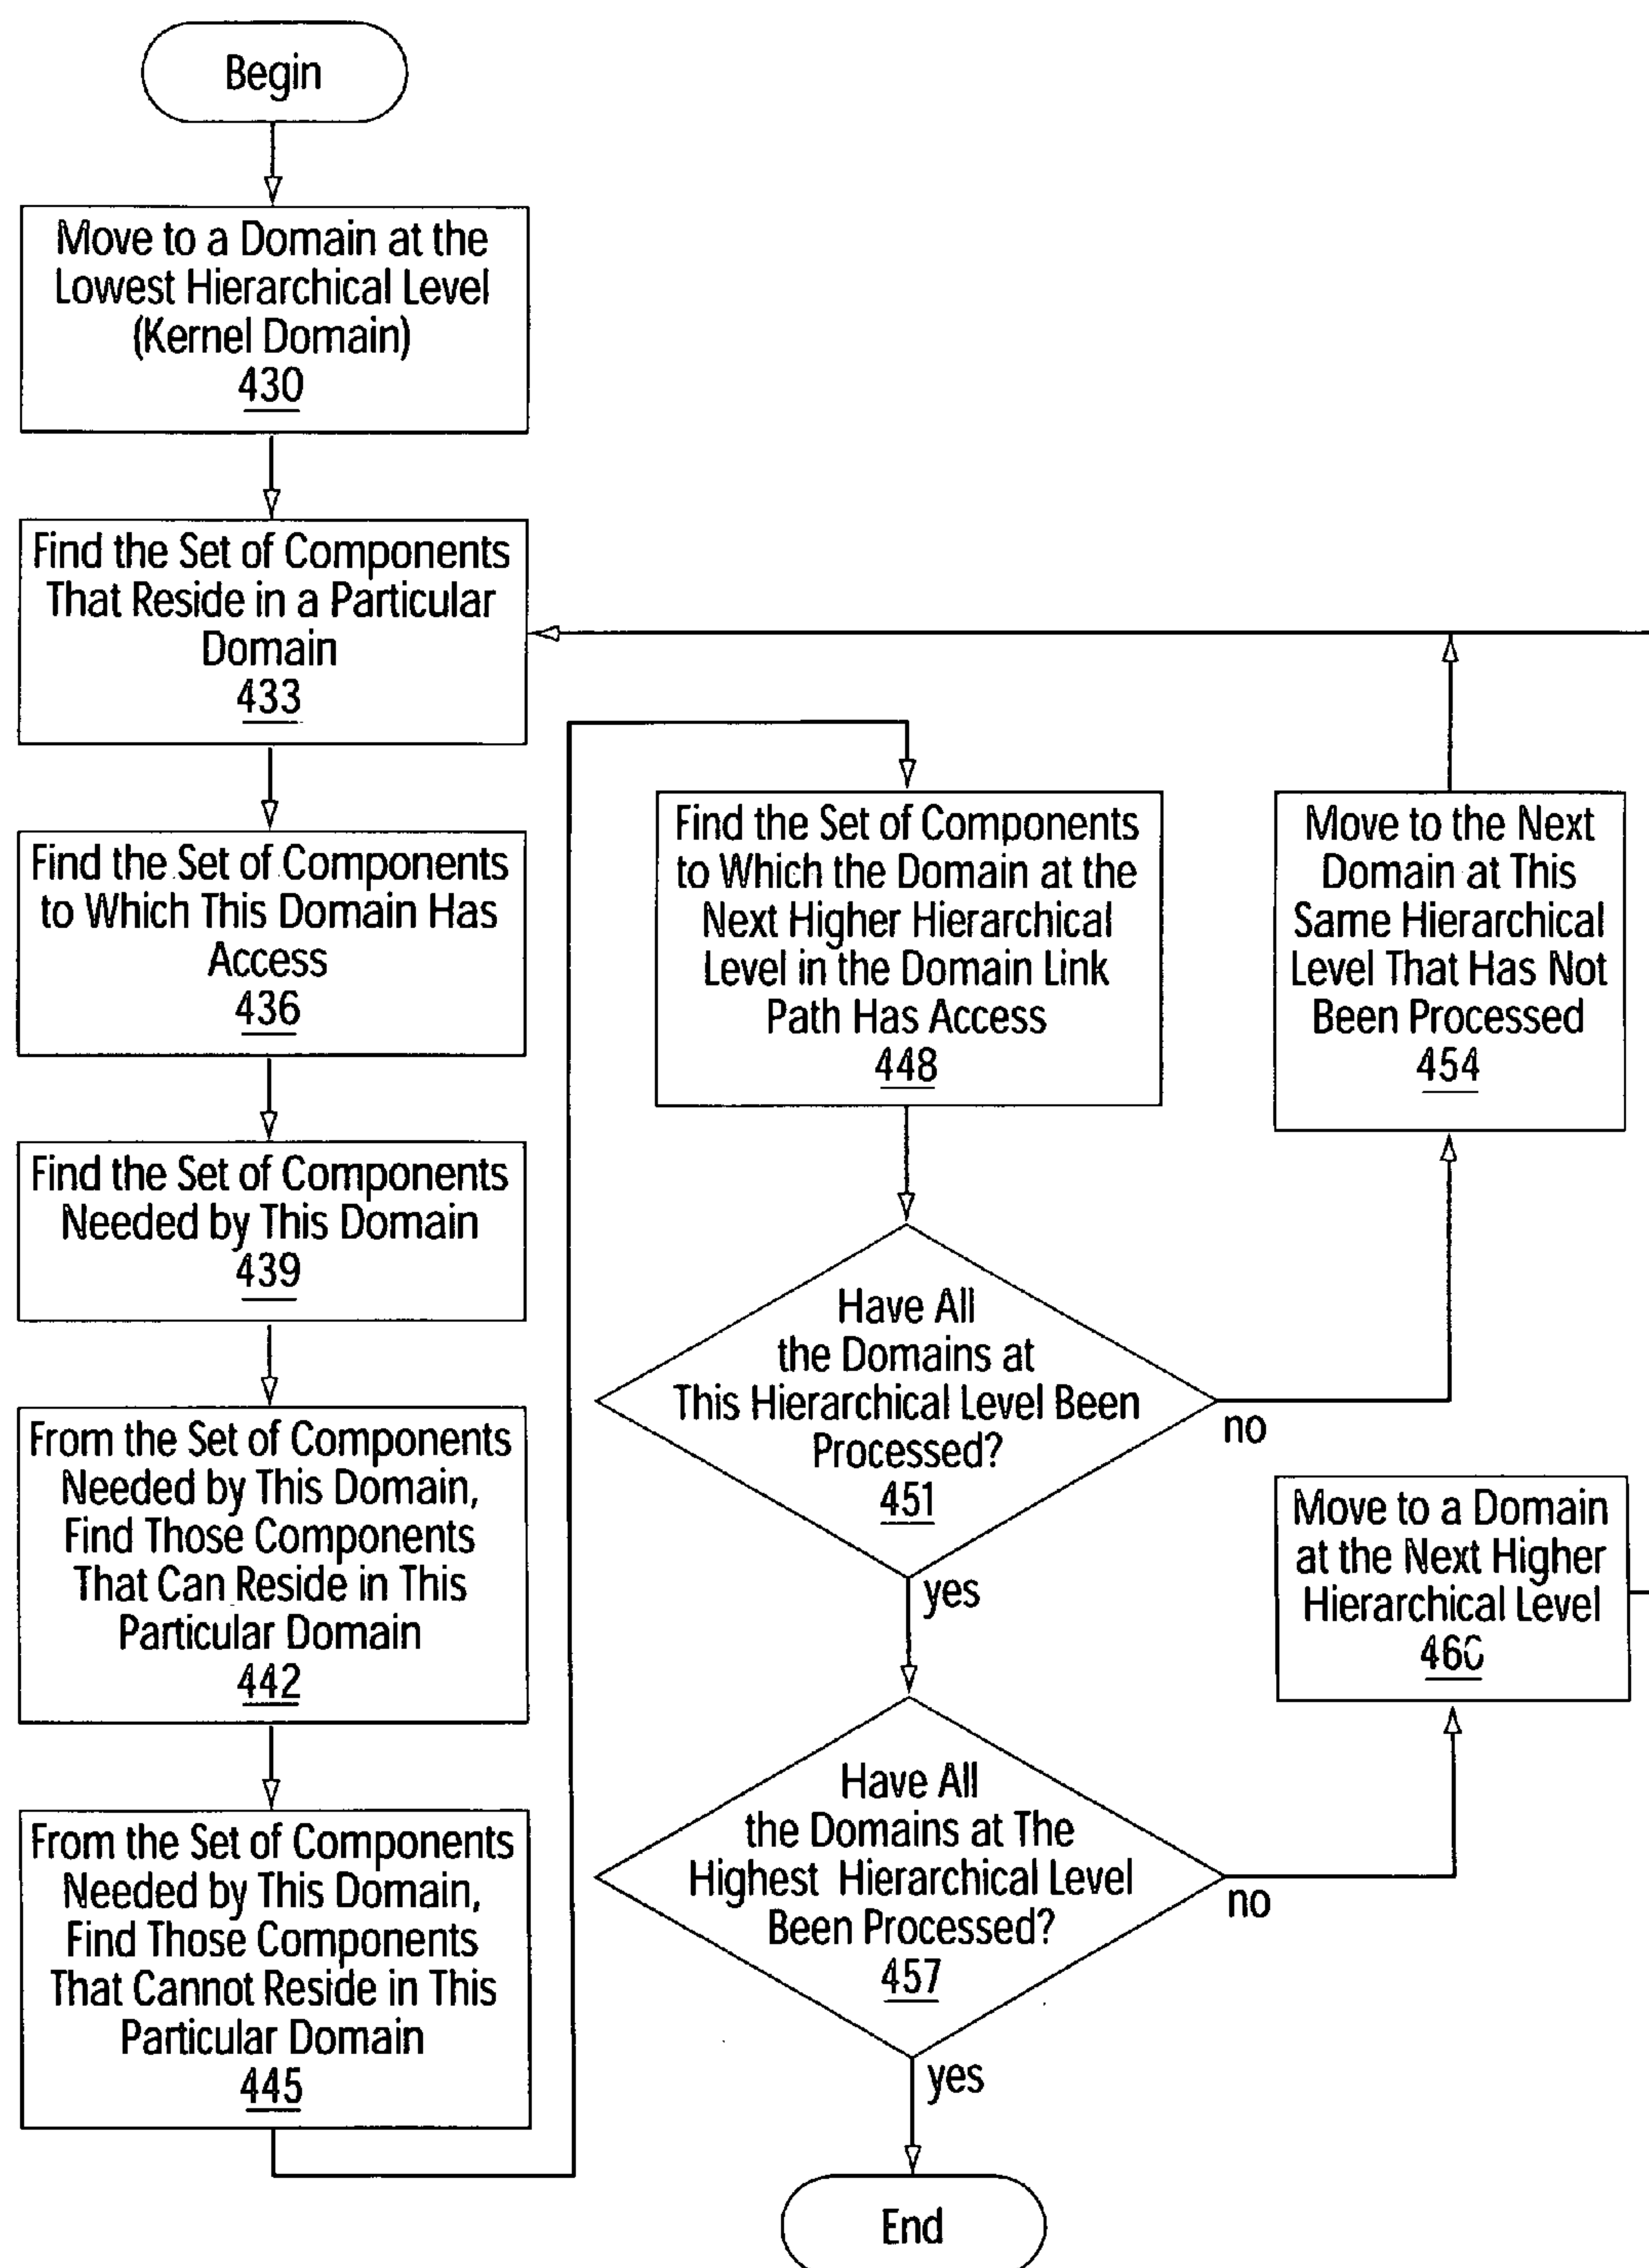 Begin
Move to a Domain at the
Lowest Hierarchical Level
(Kernel Domain)
430
Find the Set of Components
That Reside in a Particular
Domain
433
Find the Set of Components
to Which This Domain Has
Access
436
Find the Set of Components
Needed by This Domain
439
From the Set of Components
Needed by This Domain,
Find Those Components
That Can Reside in This
Particular Domain
442
From the Set of Components
Needed by This Domain,
Find Those Components
That Cannot Reside in This
Particular Domain
445
Find the Set of Components
to Which the Domain at the
Next Higher Hierarchical
Level in the Domain Link
Path Has Access
448
Have All
the Domains at
This Hierarchical Level Been
Processed?
451
no
yes
Move to the Next
Domain at This
Same Hierarchical
Level That Has Not
Been Processed
454
Have All
the Domains at The
Highest Hierarchical Level
Been Processed?
457
no
yes
Move to a Domain
at the Next Higher
Hierarchical Level
460
End